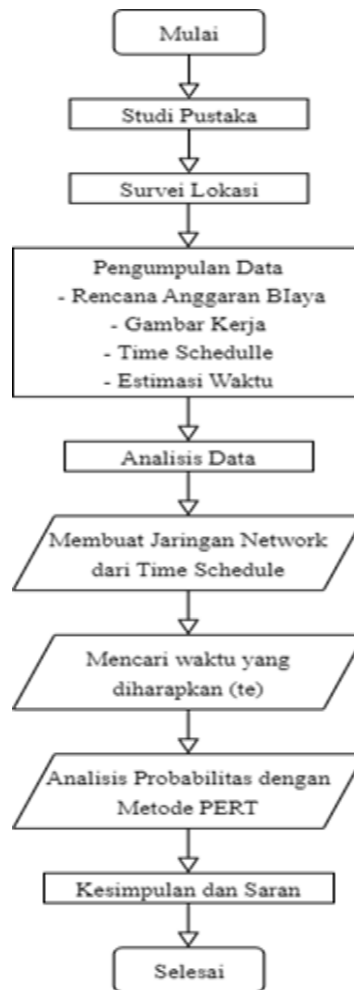 Mulai
Studi Pustaka
Survei Lokasi
Pengumpulan Data
- Rencana Anggaran BIaya
- Gambar Kerja
- Time Schedulle
- Estimasi Waktu
Analisis Data
Membuat Jaringan Network
dari Time Schedule
Mencari waktu yang
diharapkan (te)
Analisis Probabilitas dengan
Metode PERT
Kesimpulan dan Saran
Selesai